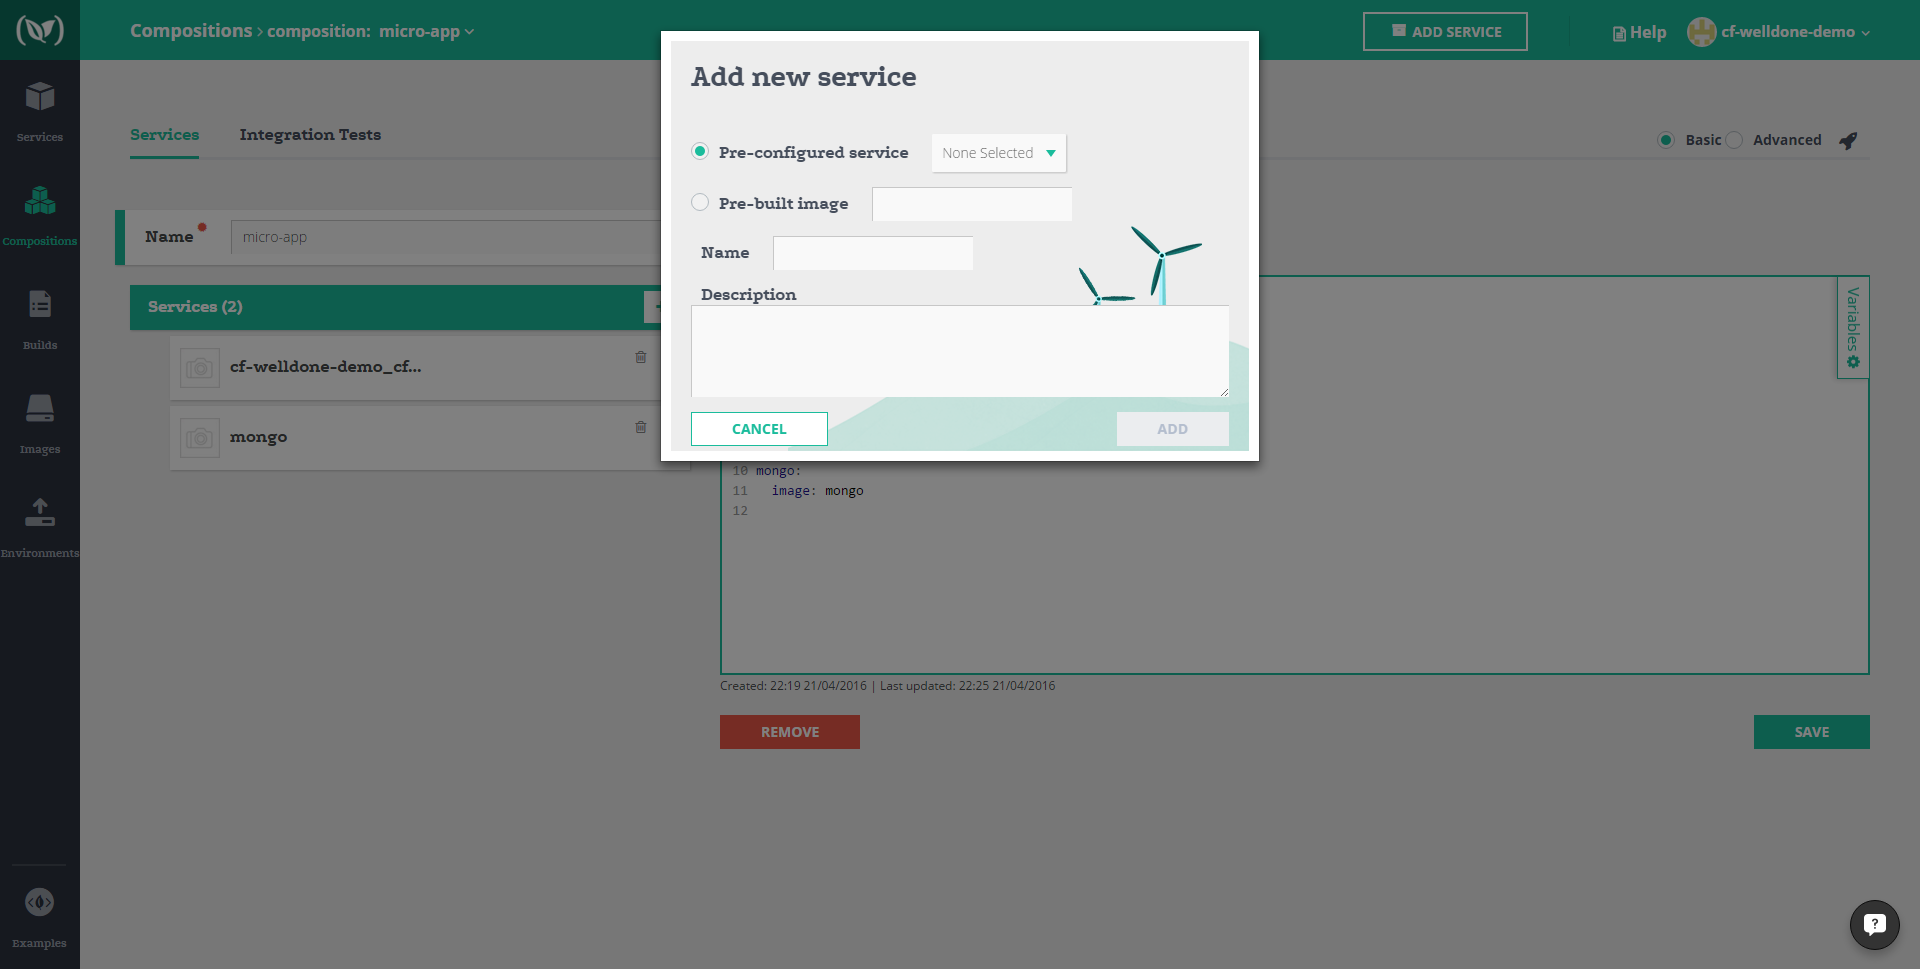 Compositions › composition: micro-app
ADD SERVICE
Help
cf-welldone-demo
Services
Compositions
Builds
Images
Environments
Examples
Services
Integration Tests
Basic
Advanced
Name
micro-app
Services (2)
cf-welldone-demo_cf...
mongo
Add new service
Pre-configured service
None Selected
Pre-built image
Name
Description
CANCEL
ADD
Variables
10 mongo:
11 image: mongo
12
Created: 22:19 21/04/2016 | Last updated: 22:25 21/04/2016
REMOVE
SAVE
?